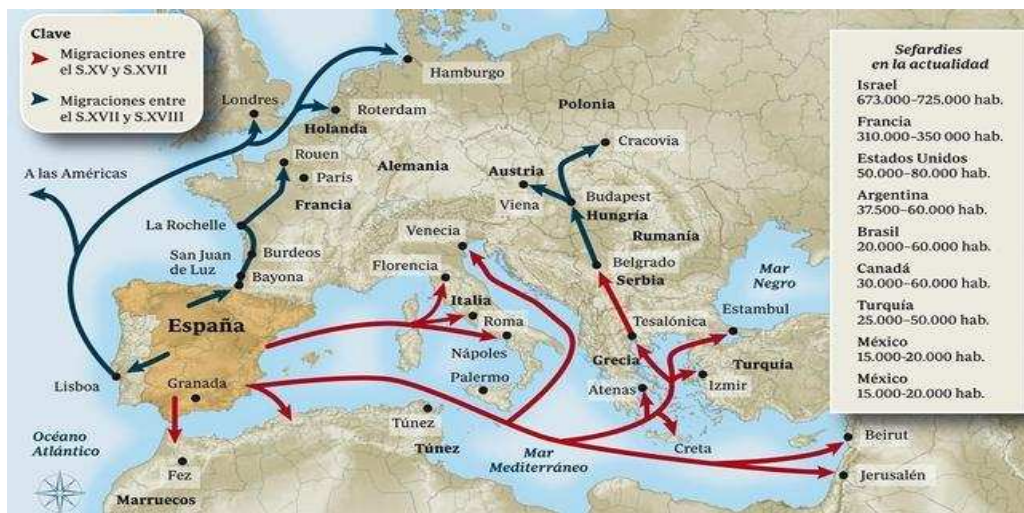 Clave
Migraciones entre
el S.XV y S.XVII
Migraciones entre
el S.XVII y S.XVIII
Hamburgo
Londres
Roterdam
Holanda
Polonia
Rouen
Cracovia
París
Alemania
Austria
A las Américas
Francia
Viena
Budapest
Hungría
La Rochelle
Venecia
Rumanía
San Juan
de Luz
Burdeos
Bayona
Florencia
Belgrado
Serbia
Mar
Negro
Italia
España
Roma
Tesalónica
Estambul
Nápoles
Grecia
Turquía
Lisboa
Granada
Palermo
Atenas
Izmir
Túnez
Océano
Atlántico
Túnez
Mar
Mediterráneo
Creta
Beirut
Fez
Jerusalén
Marruecos
Sefardies
en la actualidad
Israel
673.000–725.000 hab.
Francia
310.000–350 000 hab.
Estados Unidos
50.000–80.000 hab.
Argentina
37.500–60.000 hab.
Brasil
20.000–60.000 hab.
Canadá
30.000–60.000 hab.
Turquía
25.000–50.000 hab.
México
15.000-20.000 hab.
México
15.000-20.000 hab.